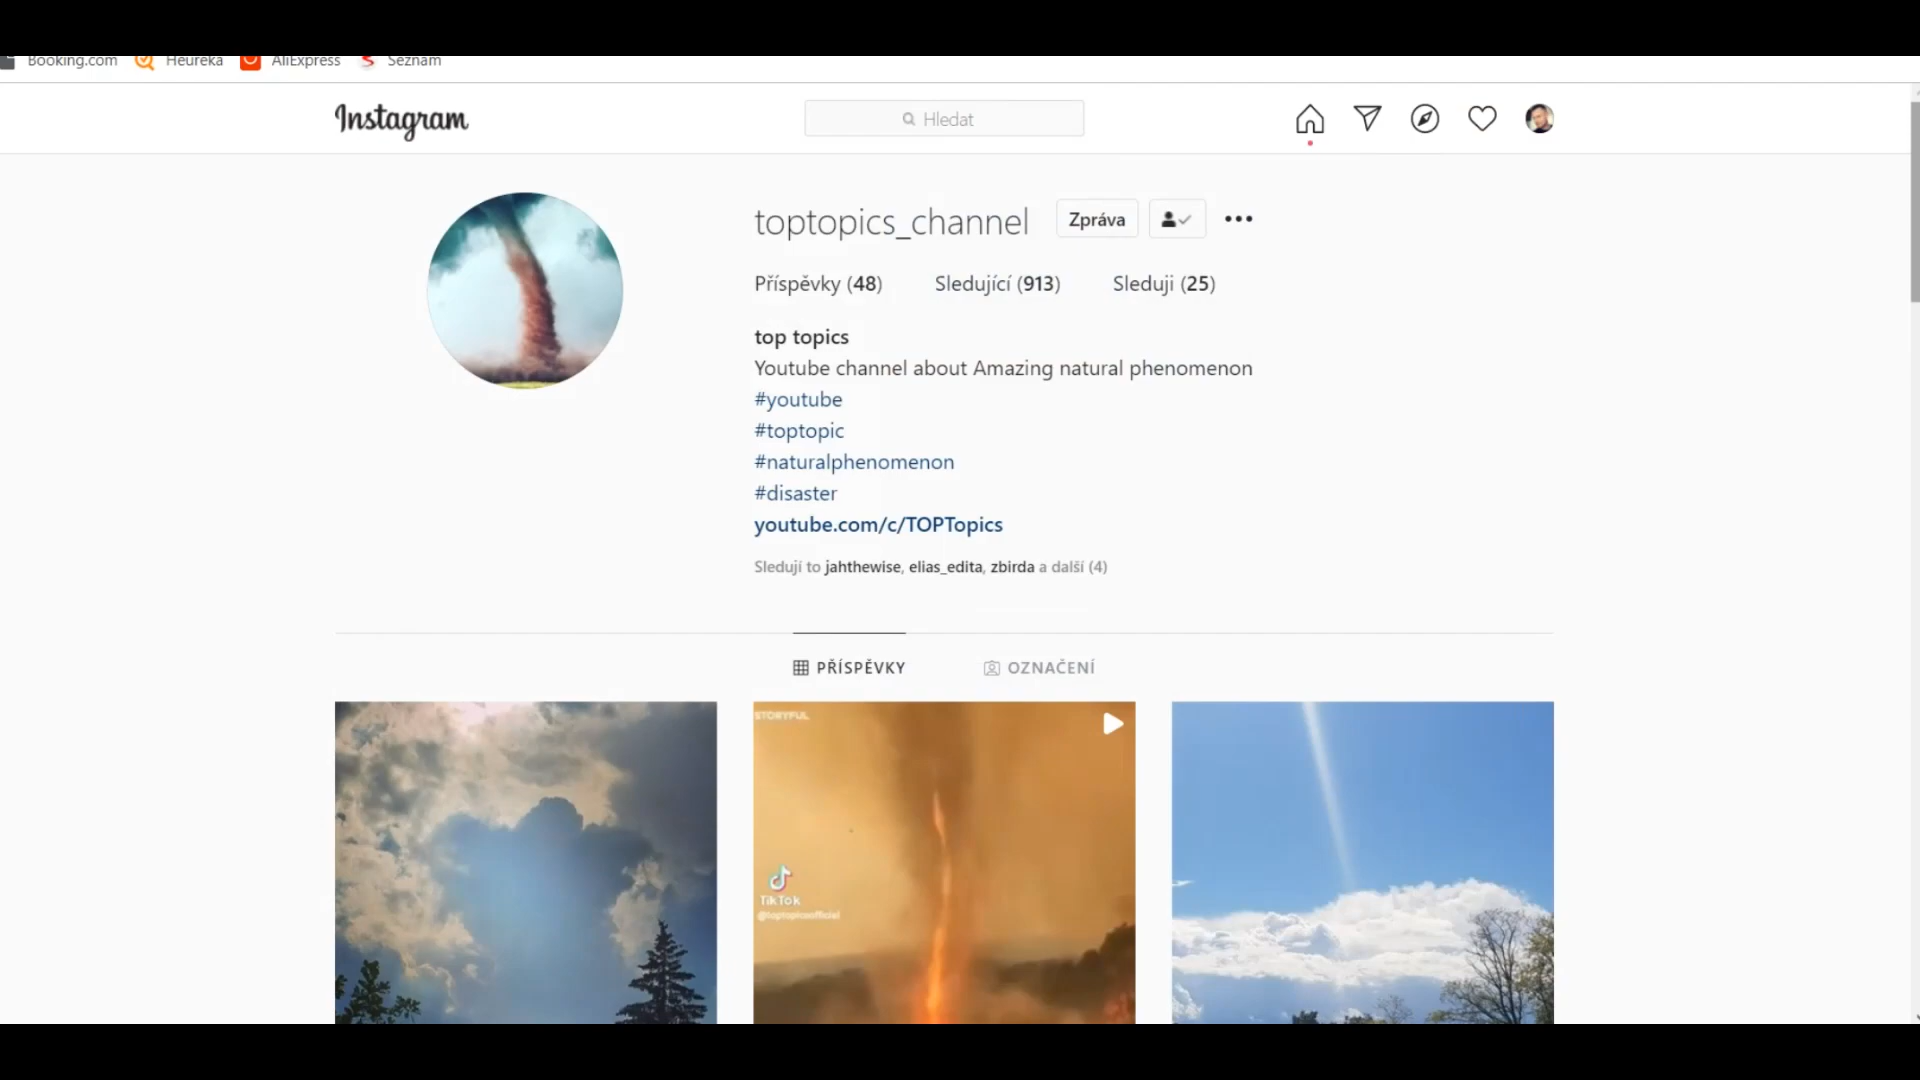 Booking.com Heureka AliExpress Seznam
Instagram
Hledat
toptopics_channel Zpráva
Příspěvky (48) Sledující (913) Sleduji (25)
top topics
Youtube channel about Amazing natural phenomenon
#youtube
#toptopic
#naturalphenomenon
#disaster
youtube.com/c/TOPTopics
Sledují to jahthewise, elias_edita, zbirda a další (4)
PŘÍSPĚVKY OZNAČENÍ
STORYFUL
TikTok
@toptopicsofficial